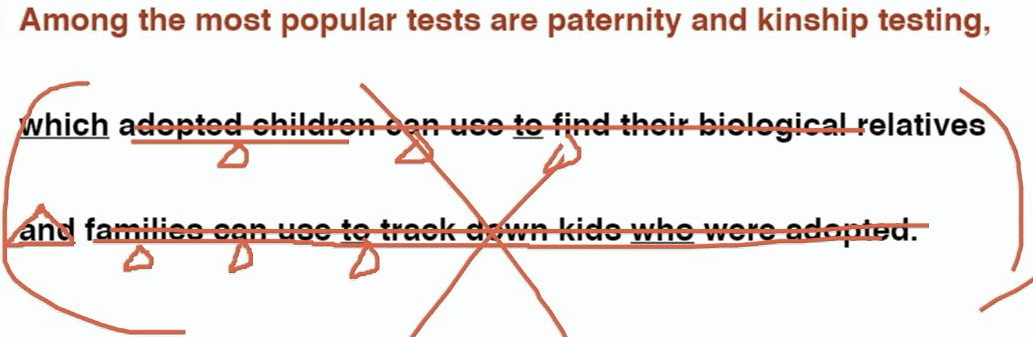 Among the most popular tests are paternity and kinship testing,
which adopted children can use to find their biological relatives
and families can use to track down kids who were adopted.